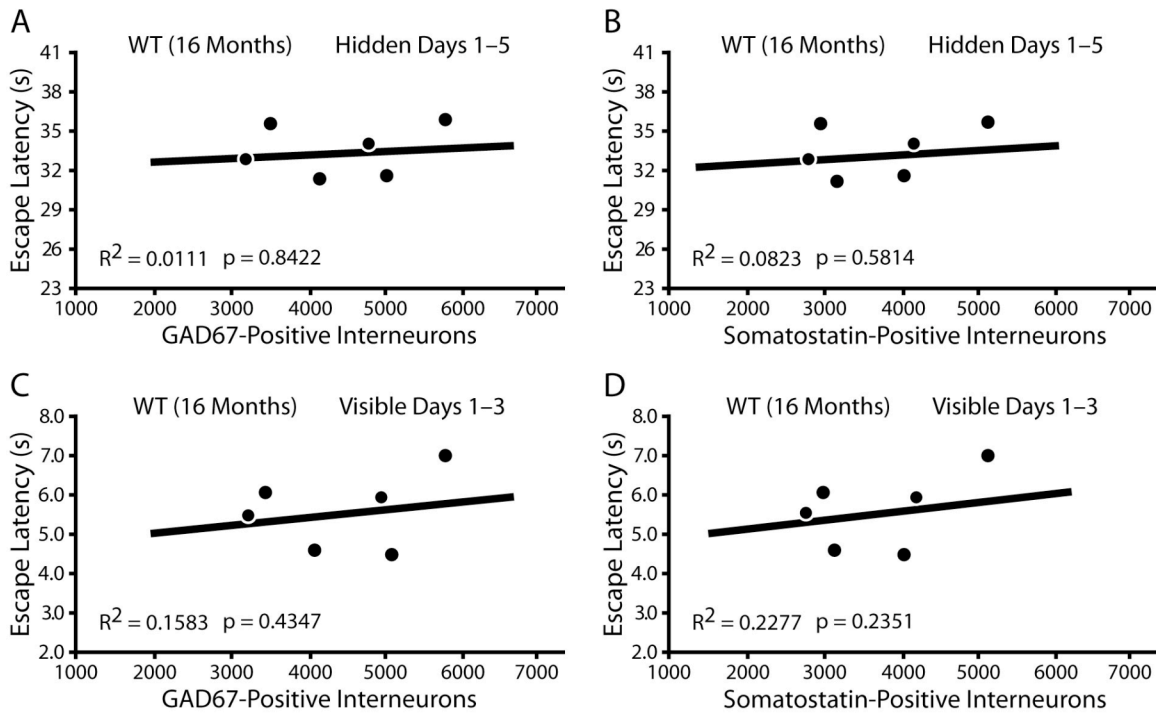 A
WT (16 Months) Hidden Days 1–5
Escape Latency (s)
41
38
35
32
29
26
23
R2 = 0.0111 p = 0.8422
1000 2000 3000 4000 5000 6000 7000
GAD67-Positive Interneurons
B
WT (16 Months) Hidden Days 1–5
Escape Latency (s)
41
38
35
32
29
26
23
R2 = 0.0823 p = 0.5814
1000 2000 3000 4000 5000 6000 7000
Somatostatin-Positive Interneurons
C
WT (16 Months) Visible Days 1–3
Escape Latency (s)
8.0
7.0
6.0
5.0
4.0
3.0
2.0
R2 = 0.1583 p = 0.4347
1000 2000 3000 4000 5000 6000 7000
GAD67-Positive Interneurons
D
WT (16 Months) Visible Days 1–3
Escape Latency (s)
8.0
7.0
6.0
5.0
4.0
3.0
2.0
R2 = 0.2277 p = 0.2351
1000 2000 3000 4000 5000 6000 7000
Somatostatin-Positive Interneurons